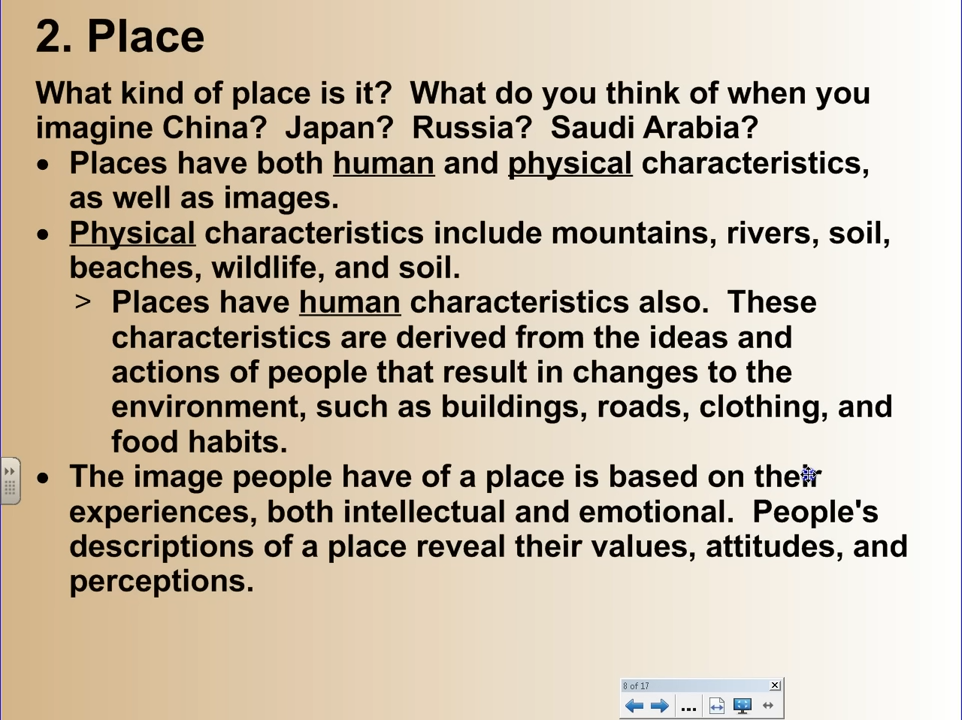 2. Place
What kind of place is it? What do you think of when you
imagine China? Japan? Russia? Saudi Arabia?
• Places have both human and physical characteristics,
as well as images.
• Physical characteristics include mountains, rivers, soil,
beaches, wildlife, and soil.
> Places have human characteristics also. These
characteristics are derived from the ideas and
actions of people that result in changes to the
environment, such as buildings, roads, clothing, and
food habits.
• The image people have of a place is based on their
experiences, both intellectual and emotional. People's
descriptions of a place reveal their values, attitudes, and
perceptions.
8 of 17
...